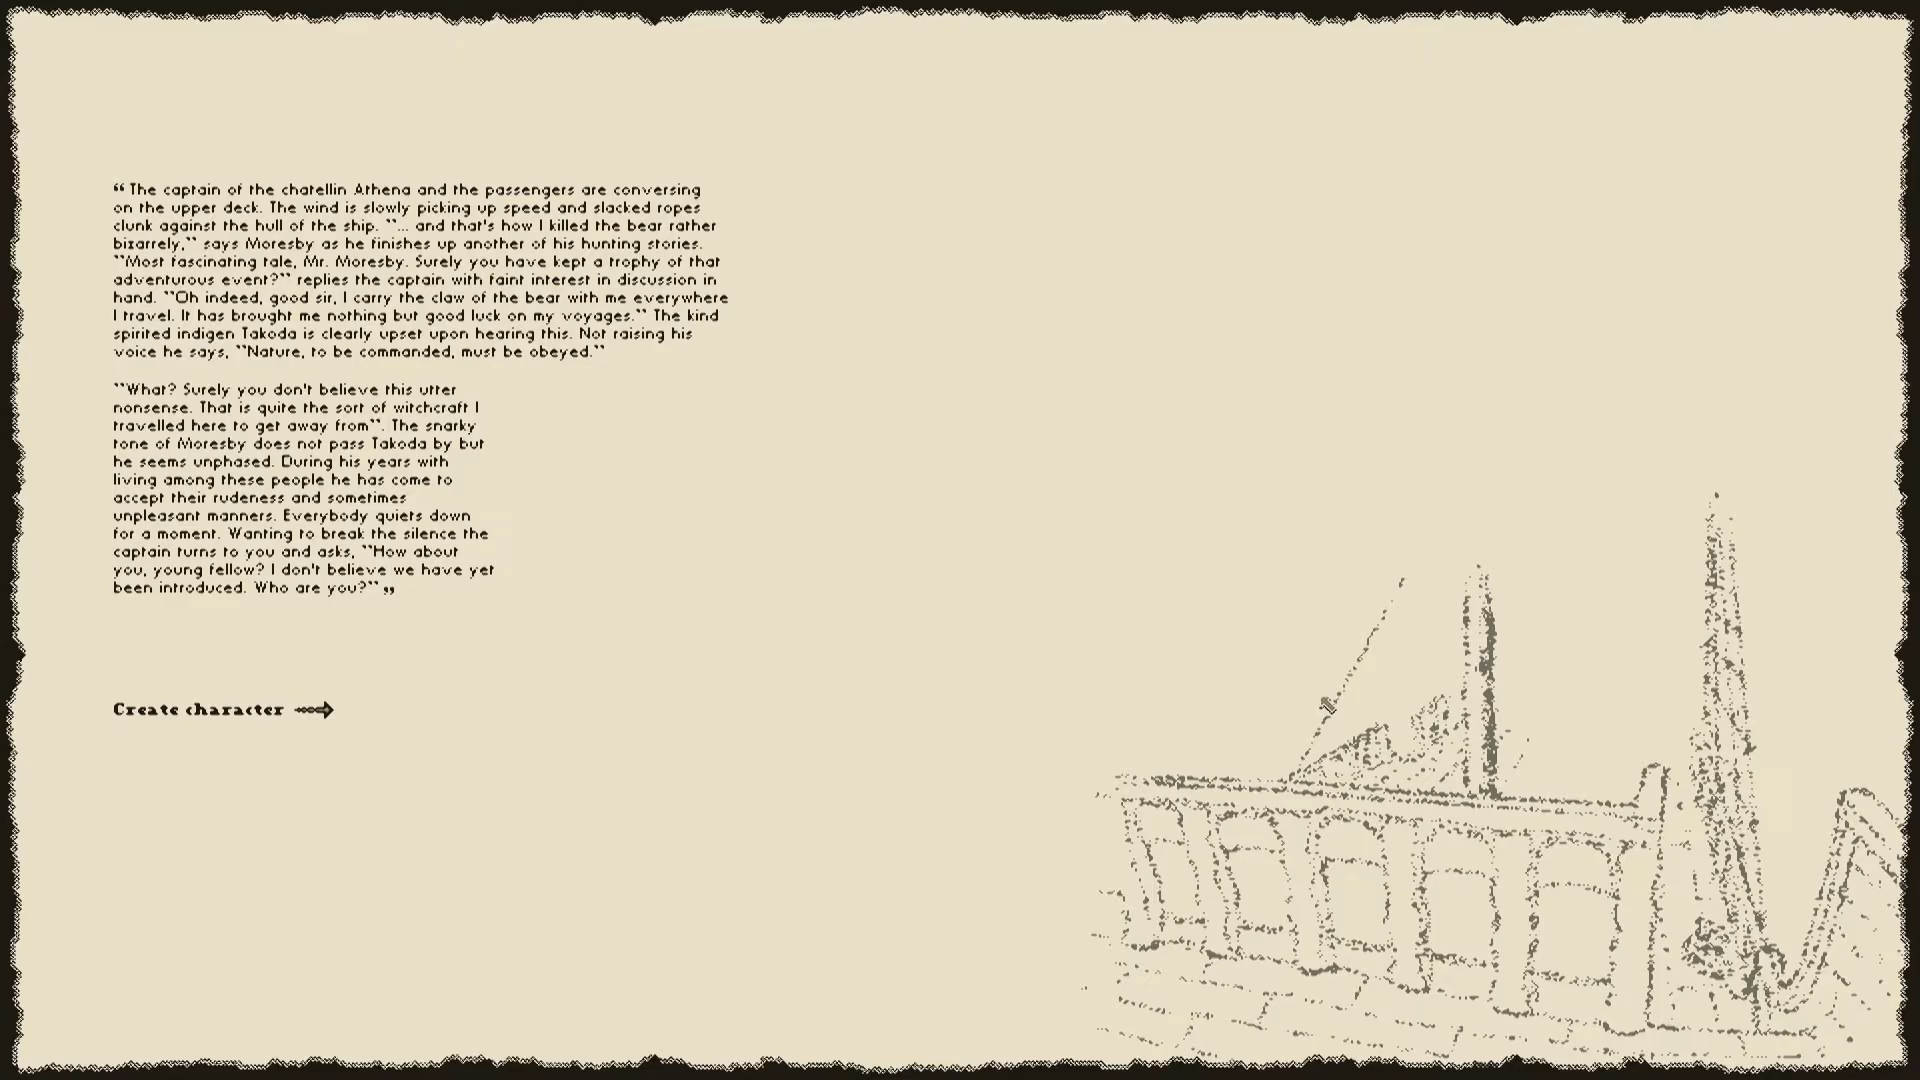 “ The captain of the chatellin Athena and the passengers are conversing
on the upper deck. The wind is slowly picking up speed and slacked ropes
clunk against the hull of the ship. "... and that's how I killed the bear rather
bizarrely," says Moresby as he finishes up another of his hunting stories.
"Most fascinating tale, Mr. Moresby. Surely you have kept a trophy of that
adventurous event?" replies the captain with faint interest in discussion in
hand. "Oh indeed, good sir, I carry the claw of the bear with me everywhere
I travel. It has brought me nothing but good luck on my voyages." The kind
spirited indigen Takoda is clearly upset upon hearing this. Not raising his
voice he says, "Nature, to be commanded, must be obeyed."
"What? Surely you don't believe this utter
nonsense. That is quite the sort of witchcraft I
travelled here to get away from". The snarky
tone of Moresby does not pass Takoda by but
he seems unphased. During his years with
living among these people he has come to
accept their rudeness and sometimes
unpleasant manners. Everybody quiets down
for a moment. Wanting to break the silence the
captain turns to you and asks, "How about
you, young fellow? I don't believe we have yet
been introduced. Who are you?" ”
Create character